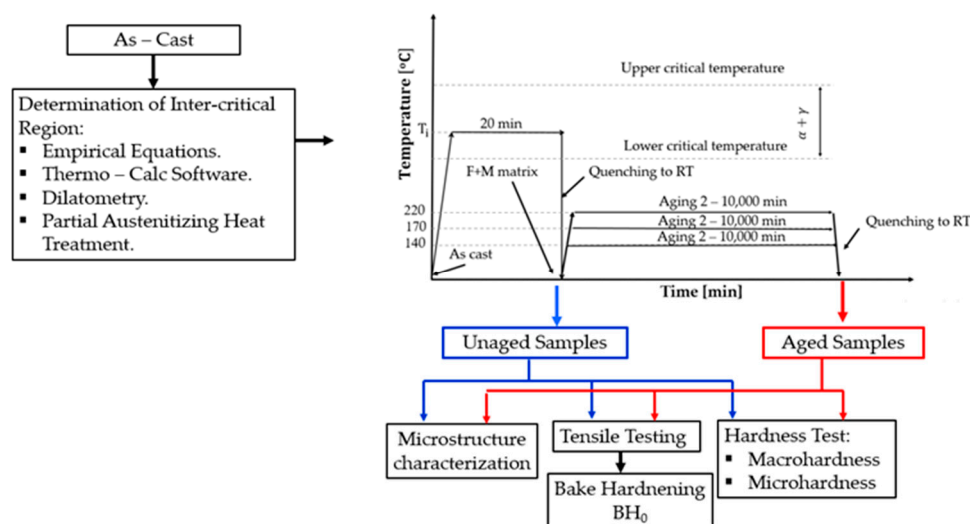 As – Cast
Determination of Inter-critical
Region:
▪ Empirical Equations.
▪ Thermo – Calc Software.
▪ Dilatometry.
▪ Partial Austenitizing Heat
Treatment.
Temperature [ºC]
Upper critical temperature
α + γ
Ti
20 min
Lower critical temperature
F+M matrix
Quenching to RT
220
Aging 2 – 10,000 min
170
Aging 2 – 10,000 min
140
Aging 2 – 10,000 min
Quenching to RT
As cast
Time [min]
Unaged Samples
Aged Samples
Microstructure
characterization
Tensile Testing
Bake Hardnening
BH0
Hardness Test:
▪ Macrohardness
▪ Microhardness